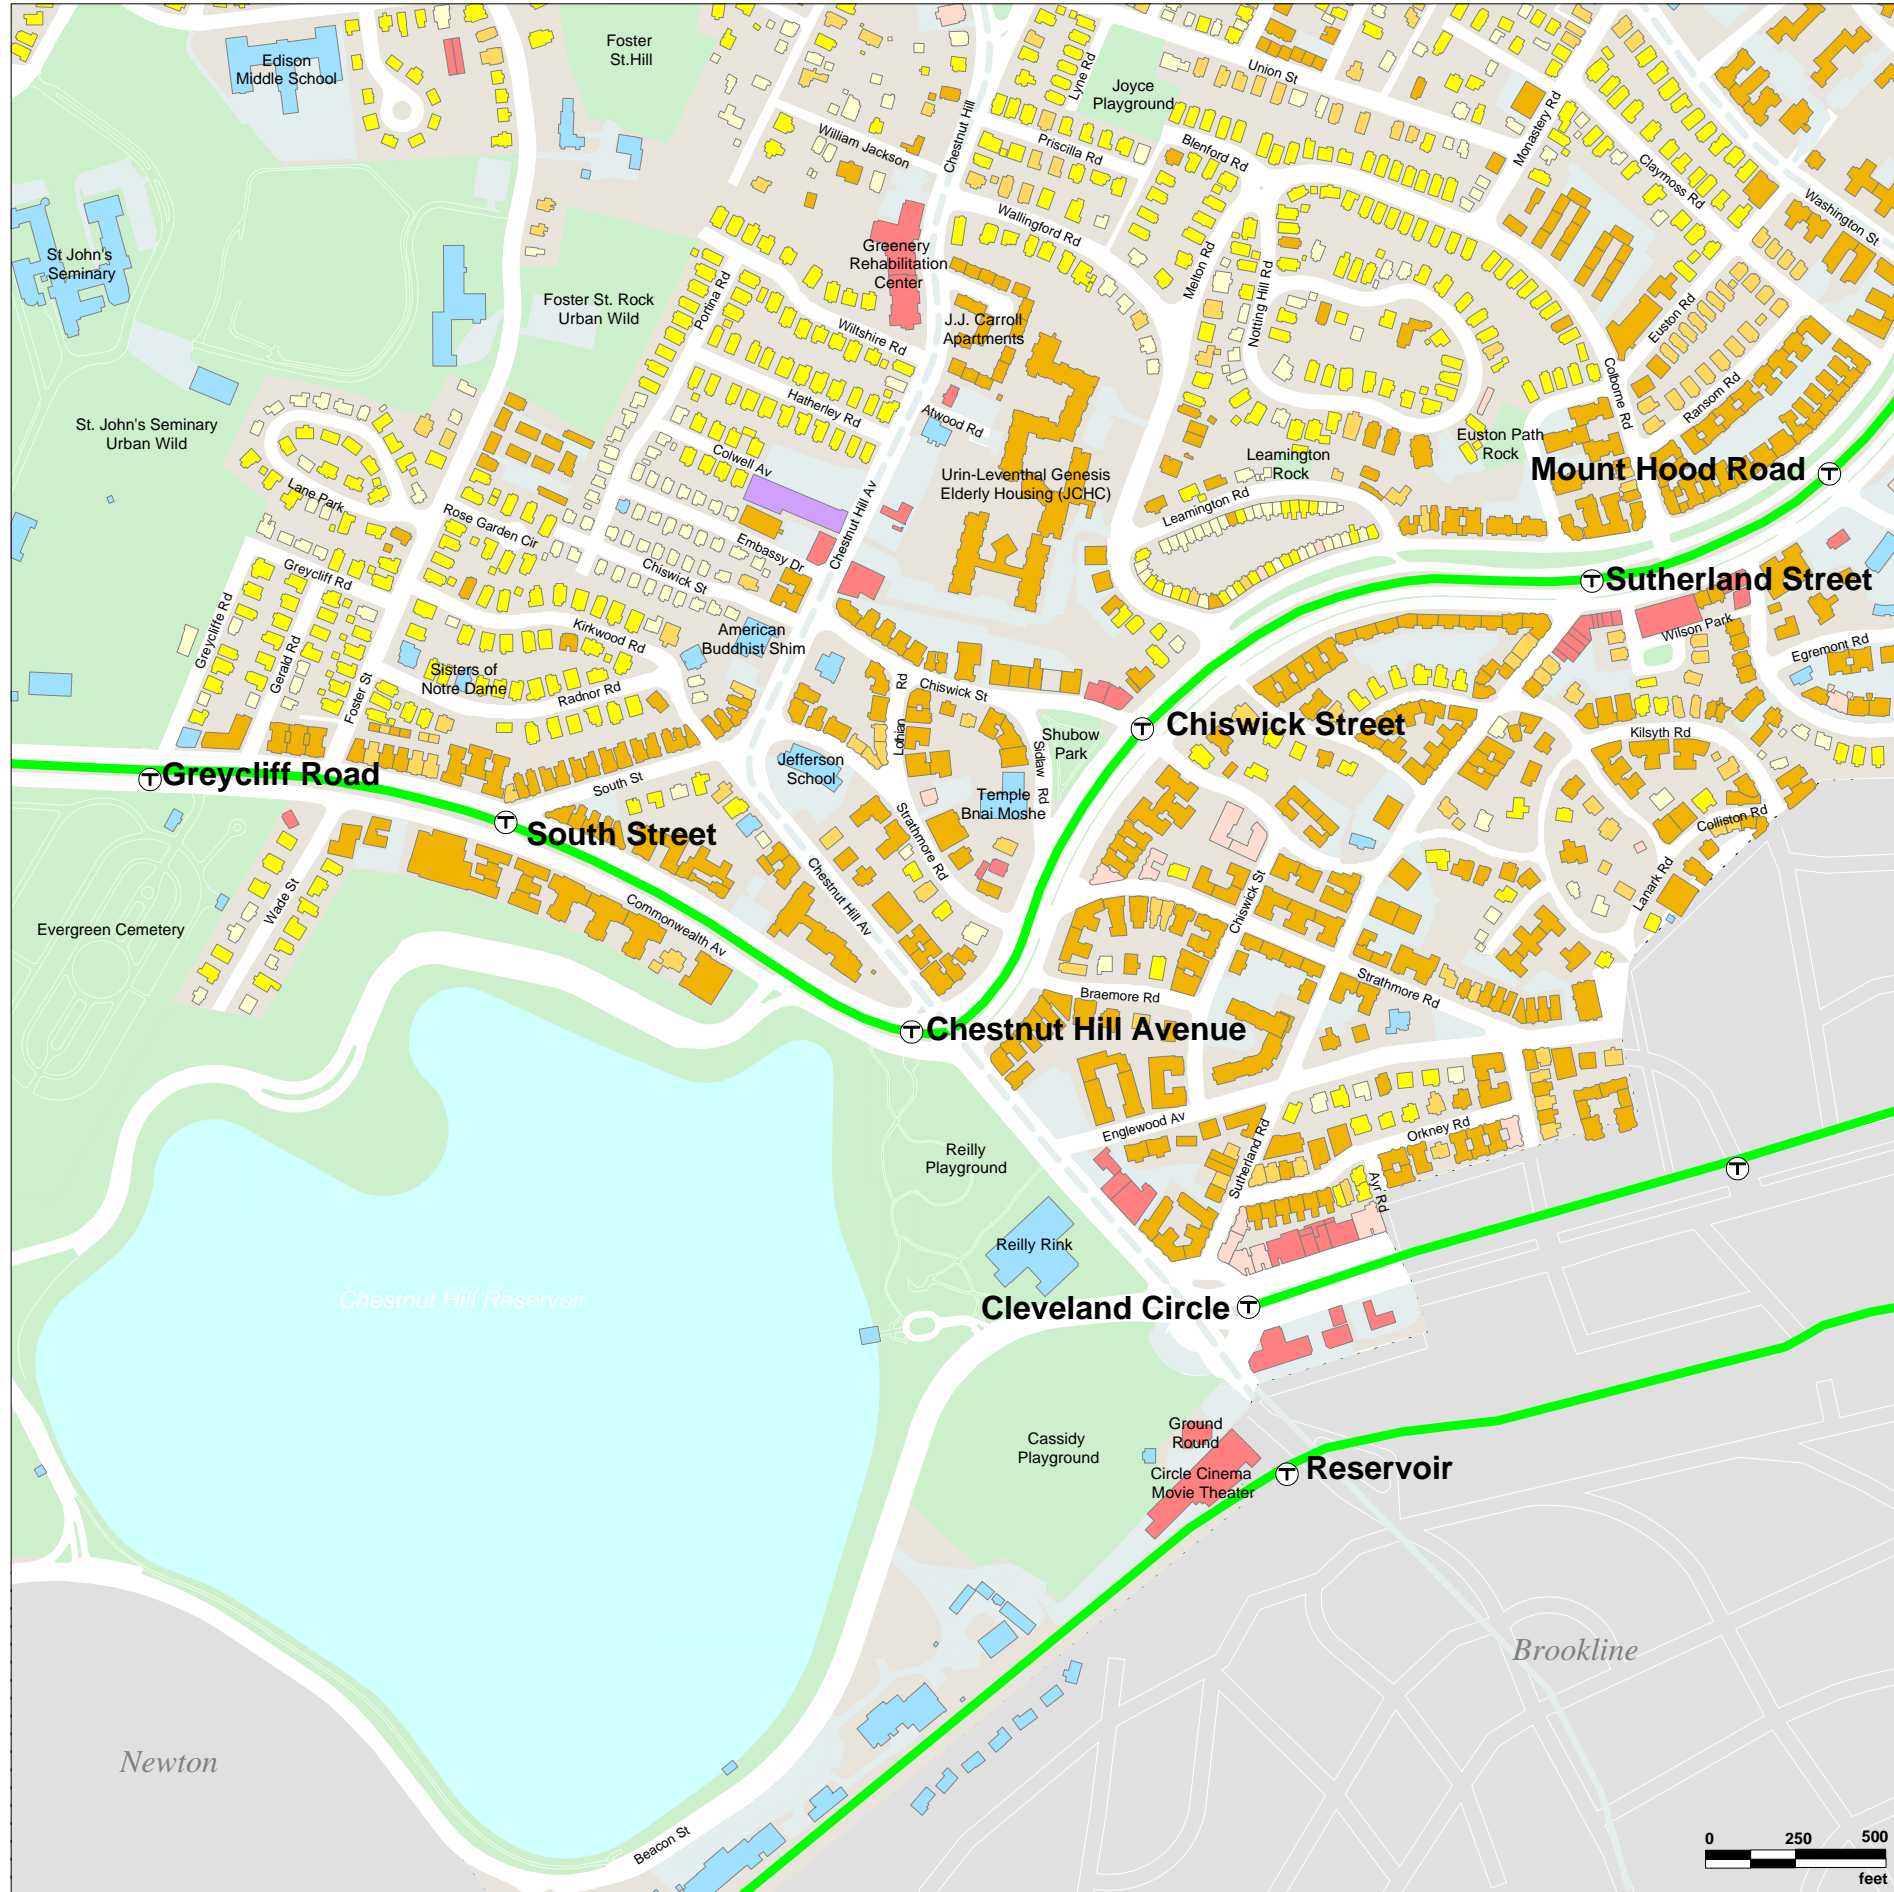 Edison
Middle School
Foster
St.Hill
Joyce
Playground
Lyne Rd
Union St
Chestnut Hill
William Jackson
Priscilla Rd
Blenford Rd
Monastery Rd
Claymoss Rd
Washington St
St John's
Seminary
Greenery
Rehabilitation
Center
Wallingford Rd
Melton Rd
Notting Hill Rd
Foster St. Rock
Urban Wild
Portina Rd
Wiltshire Rd
J.J. Carroll
Apartments
Euston Rd
Colborne Rd
Ransom Rd
Hatherley Rd
Atwood Rd
St. John's Seminary
Urban Wild
Colwell Av
Urin-Leventhal Genesis
Elderly Housing (JCHC)
Leamington
Rock
Euston Path
Rock
Mount Hood Road
T
Lane Park
Rose Garden Cir
Leamington Rd
Chestnut Hill Av
Embassy Dr
Chiswick St
Greycliff Rd
T
Sutherland Street
Greycliffe Rd
Gerald Rd
Foster St
Kirkwood Rd
American
Buddhist Shim
Wilson Park
Egremont Rd
Sisters of
Notre Dame
Radnor Rd
Chiswick St
Lothian Rd
Sidlaw Rd
Shubow
Park
T
Chiswick Street
Kilsyth Rd
T
Greycliff Road
South St
Jefferson
School
Temple
Bnai Moshe
T
South Street
Strathmore Rd
Colliston Rd
Lanark Rd
Wade St
Commonwealth Av
Chestnut Hill Av
Chiswick St
Evergreen Cemetery
Strathmore Rd
Braemore Rd
T
Chestnut Hill Avenue
Englewood Av
Sutherland Rd
Orkney Rd
Ayr Rd
Reilly
Playground
T
Reilly Rink
Chestnut Hill Reservoir
Cleveland Circle
T
Ground
Round
Cassidy
Playground
Circle Cinema
Movie Theater
T
Reservoir
Brookline
Newton
Beacon St
0 250 500
feet